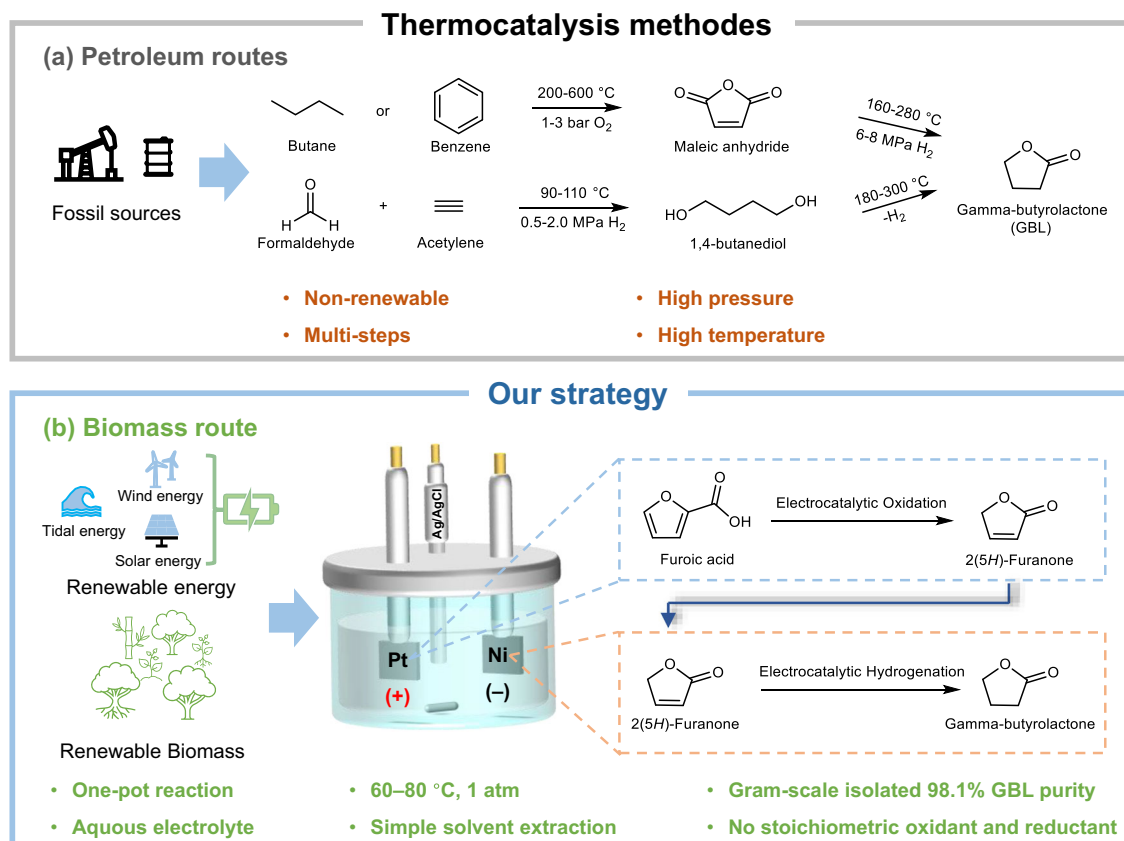 Thermocatalysis methodes
(a) Petroleum routes
Fossil sources
Butane
or
Benzene
200-600 °C
1-3 bar O2
O O O
Maleic anhydride
160-280 °C
6-8 MPa H2
O
H H
Formaldehyde
+
Acetylene
90-110 °C
0.5-2.0 MPa H2
HO OH
1,4-butanediol
180-300 °C
-H2
O O
Gamma-butyrolactone
(GBL)
• Non-renewable
• Multi-steps
• High pressure
• High temperature
Our strategy
(b) Biomass route
Wind energy
Tidal energy
Solar energy
Renewable energy
Renewable Biomass
Ag/AgCl
Pt
(+)
Ni
(–)
O O
OH
Furoic acid
Electrocatalytic Oxidation
O O
2(5H)-Furanone
O O
2(5H)-Furanone
Electrocatalytic Hydrogenation
O O
Gamma-butyrolactone
• One-pot reaction
• Aquous electrolyte
• 60–80 °C, 1 atm
• Simple solvent extraction
• Gram-scale isolated 98.1% GBL purity
• No stoichiometric oxidant and reductant